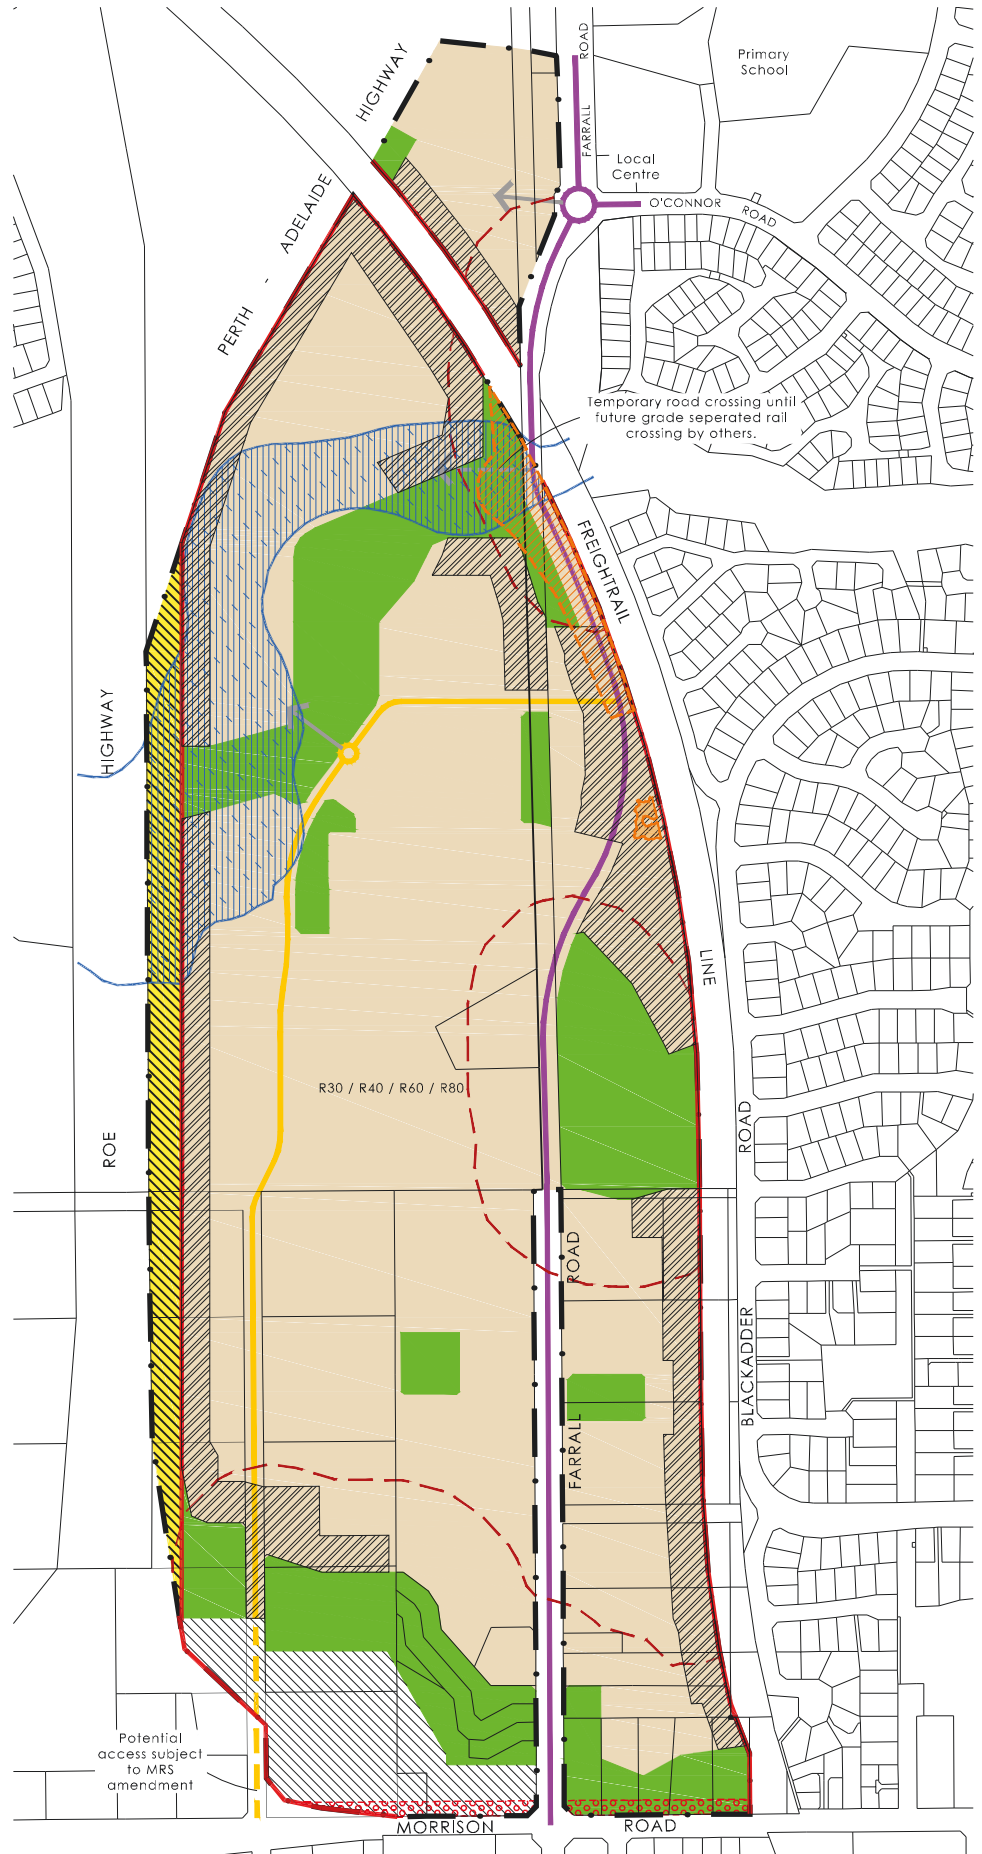 ROAD
FARRALL
HIGHWAY
Primary
School
Local
Centre
O'CONNOR
ROAD
ADELAIDE
-
PERTH
Temporary road crossing until
future grade seperated rail
crossing by others.
FREIGHTRAIL
HIGHWAY
LINE
R30 / R40 / R60 / R80
ROE
ROAD
ROAD
BLACKADDER
FARRALL
Potential
access subject
to MRS
amendment
MORRISON
ROAD